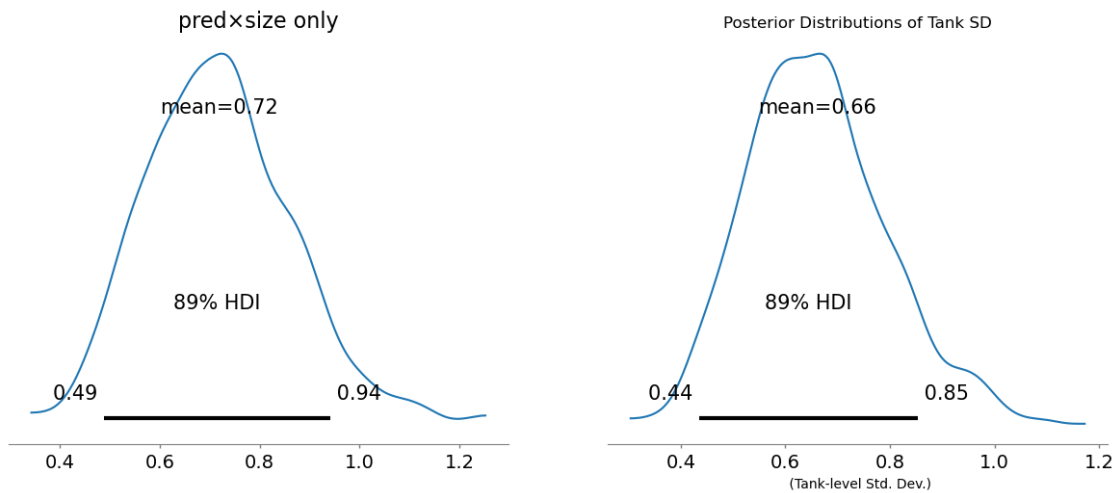 pred×size only
mean=0.72
89% HDI
0.49
0.94
0.4 0.6 0.8 1.0 1.2
Posterior Distributions of Tank SD
mean=0.66
89% HDI
0.44
0.85
0.4 0.6 0.8 1.0 1.2
(Tank-level Std. Dev.)